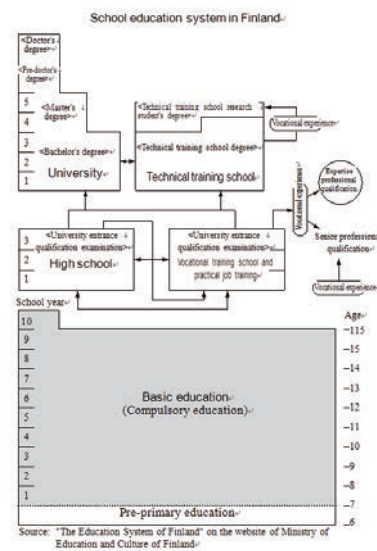 School education system in Finland
<Doctor's degree>
<Pre-doctor's degree>
5
4
3
2
1
<Master's degree>
<Bachelor's degree>
University
<Technical training school research student's degree>
<Technical training school degree>
Technical training school
Vocational experience
Vocational experience
Expertise professional qualification
Senior profession qualification
Vocational experience
3
2
1
<University entrance qualification examination>
High school
<University entrance qualification examination>
Vocational training school and practical job training
School year
Age
10
9
8
7
6
5
4
3
2
1
Basic education
(Compulsory education)
–115
–15
–14
–13
–12
–11
–10
–9
–8
–7
–6
Pre-primary education
Source: "The Education System of Finland" on the website of Ministry of
Education and Culture of Finland